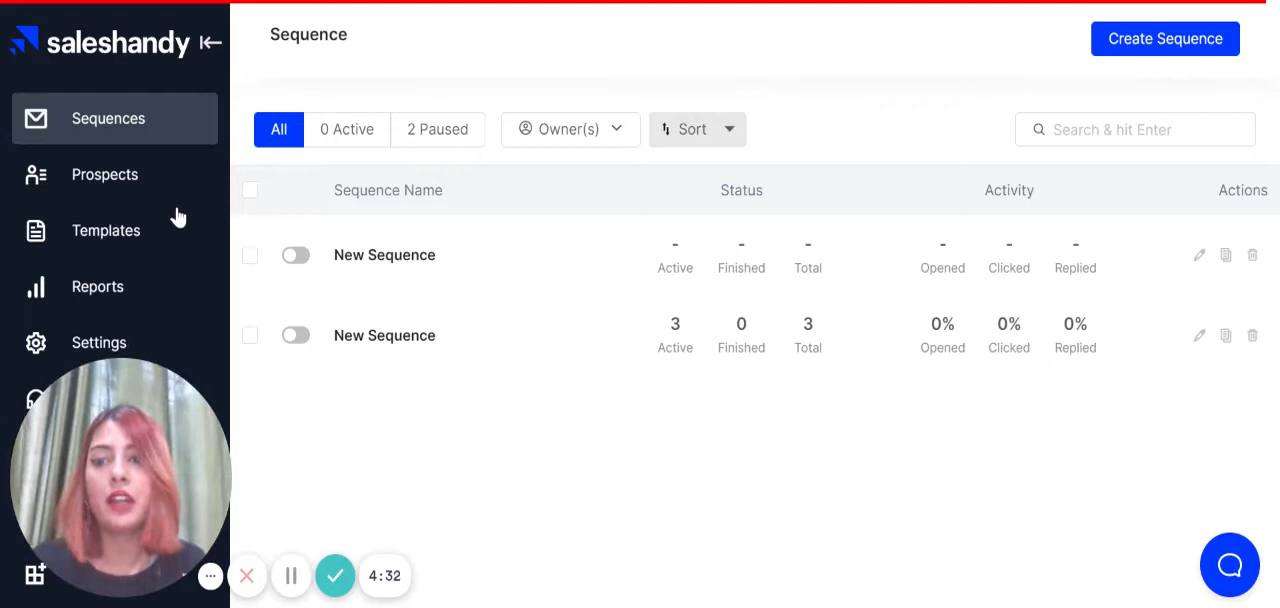 saleshandy
Sequence
Create Sequence
Sequences
All
0 Active
2 Paused
Owner(s)
Sort
Search & hit Enter
Prospects
Sequence Name
Status
Activity
Actions
Templates
New Sequence
-
Active
-
Finished
-
Total
-
Opened
-
Clicked
-
Replied
Reports
New Sequence
3
Active
0
Finished
3
Total
0%
Opened
0%
Clicked
0%
Replied
Settings
4:32